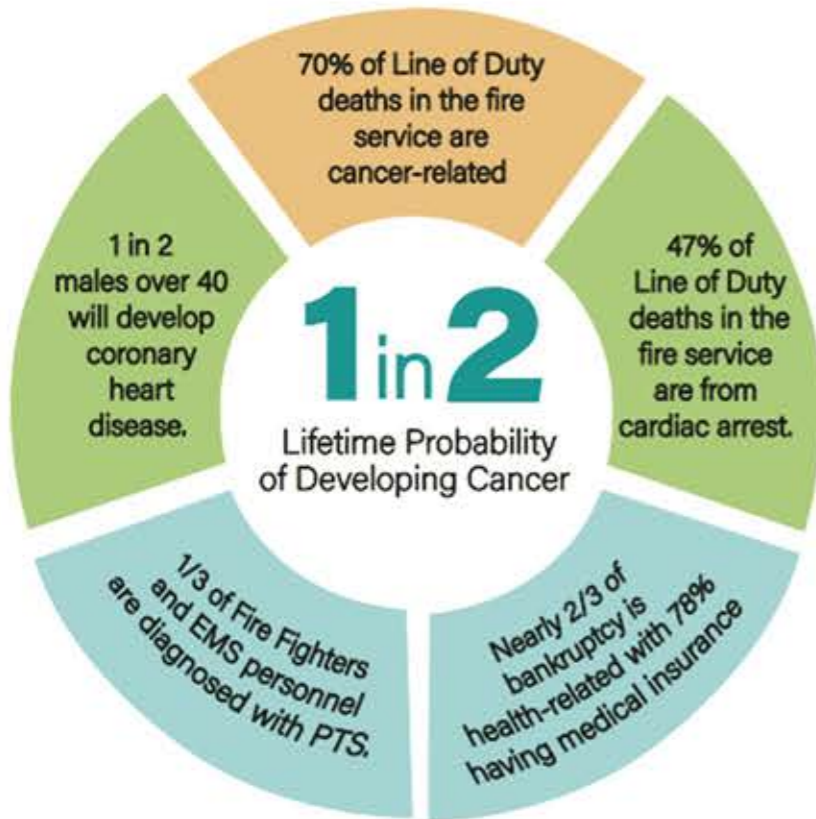 70% of Line of Duty
deaths in the fire
service are
cancer-related
47% of
Line of Duty
deaths in the
fire service
are from
cardiac arrest.
Nearly 2/3 of
bankruptcy is
health-related with 78%
having medical insurance
1/3 of Fire Fighters
and EMS personnel
are diagnosed with PTS.
1 in 2
males over 40
will develop
coronary
heart
disease.
1 in 2
Lifetime Probability
of Developing Cancer